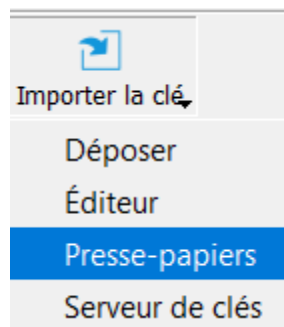 Importer la clé
Déposer
Éditeur
Presse-papiers
Serveur de clés